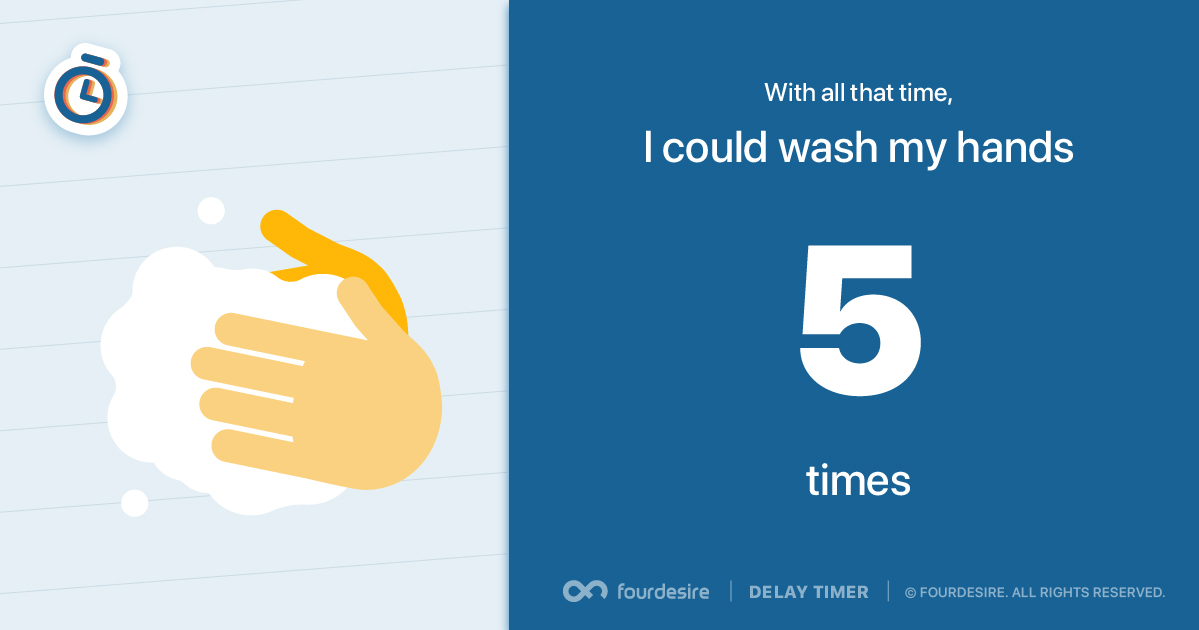 With all that time,
I could wash my hands
5
times
fourdesire | DELAY TIMER | © FOURDESIRE. ALL RIGHTS RESERVED.